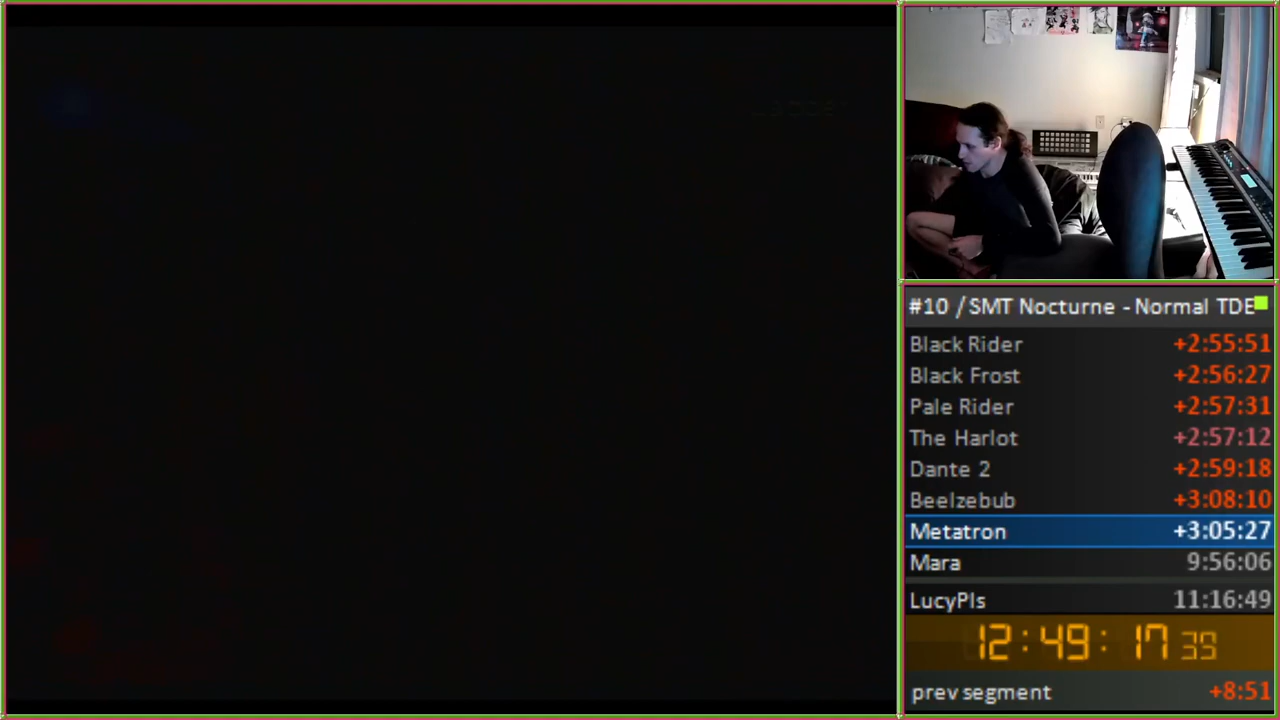 #10 / SMT Nocturne - Normal TDE
Black Rider +2:55:51
Black Frost +2:56:27
Pale Rider +2:57:31
The Harlot +2:57:12
Dante 2 +2:59:18
Beelzebub +3:08:10
Metatron +3:05:27
Mara 9:56:06
LucyPls 11:16:49
12:49:17 39
prev segment +8:51